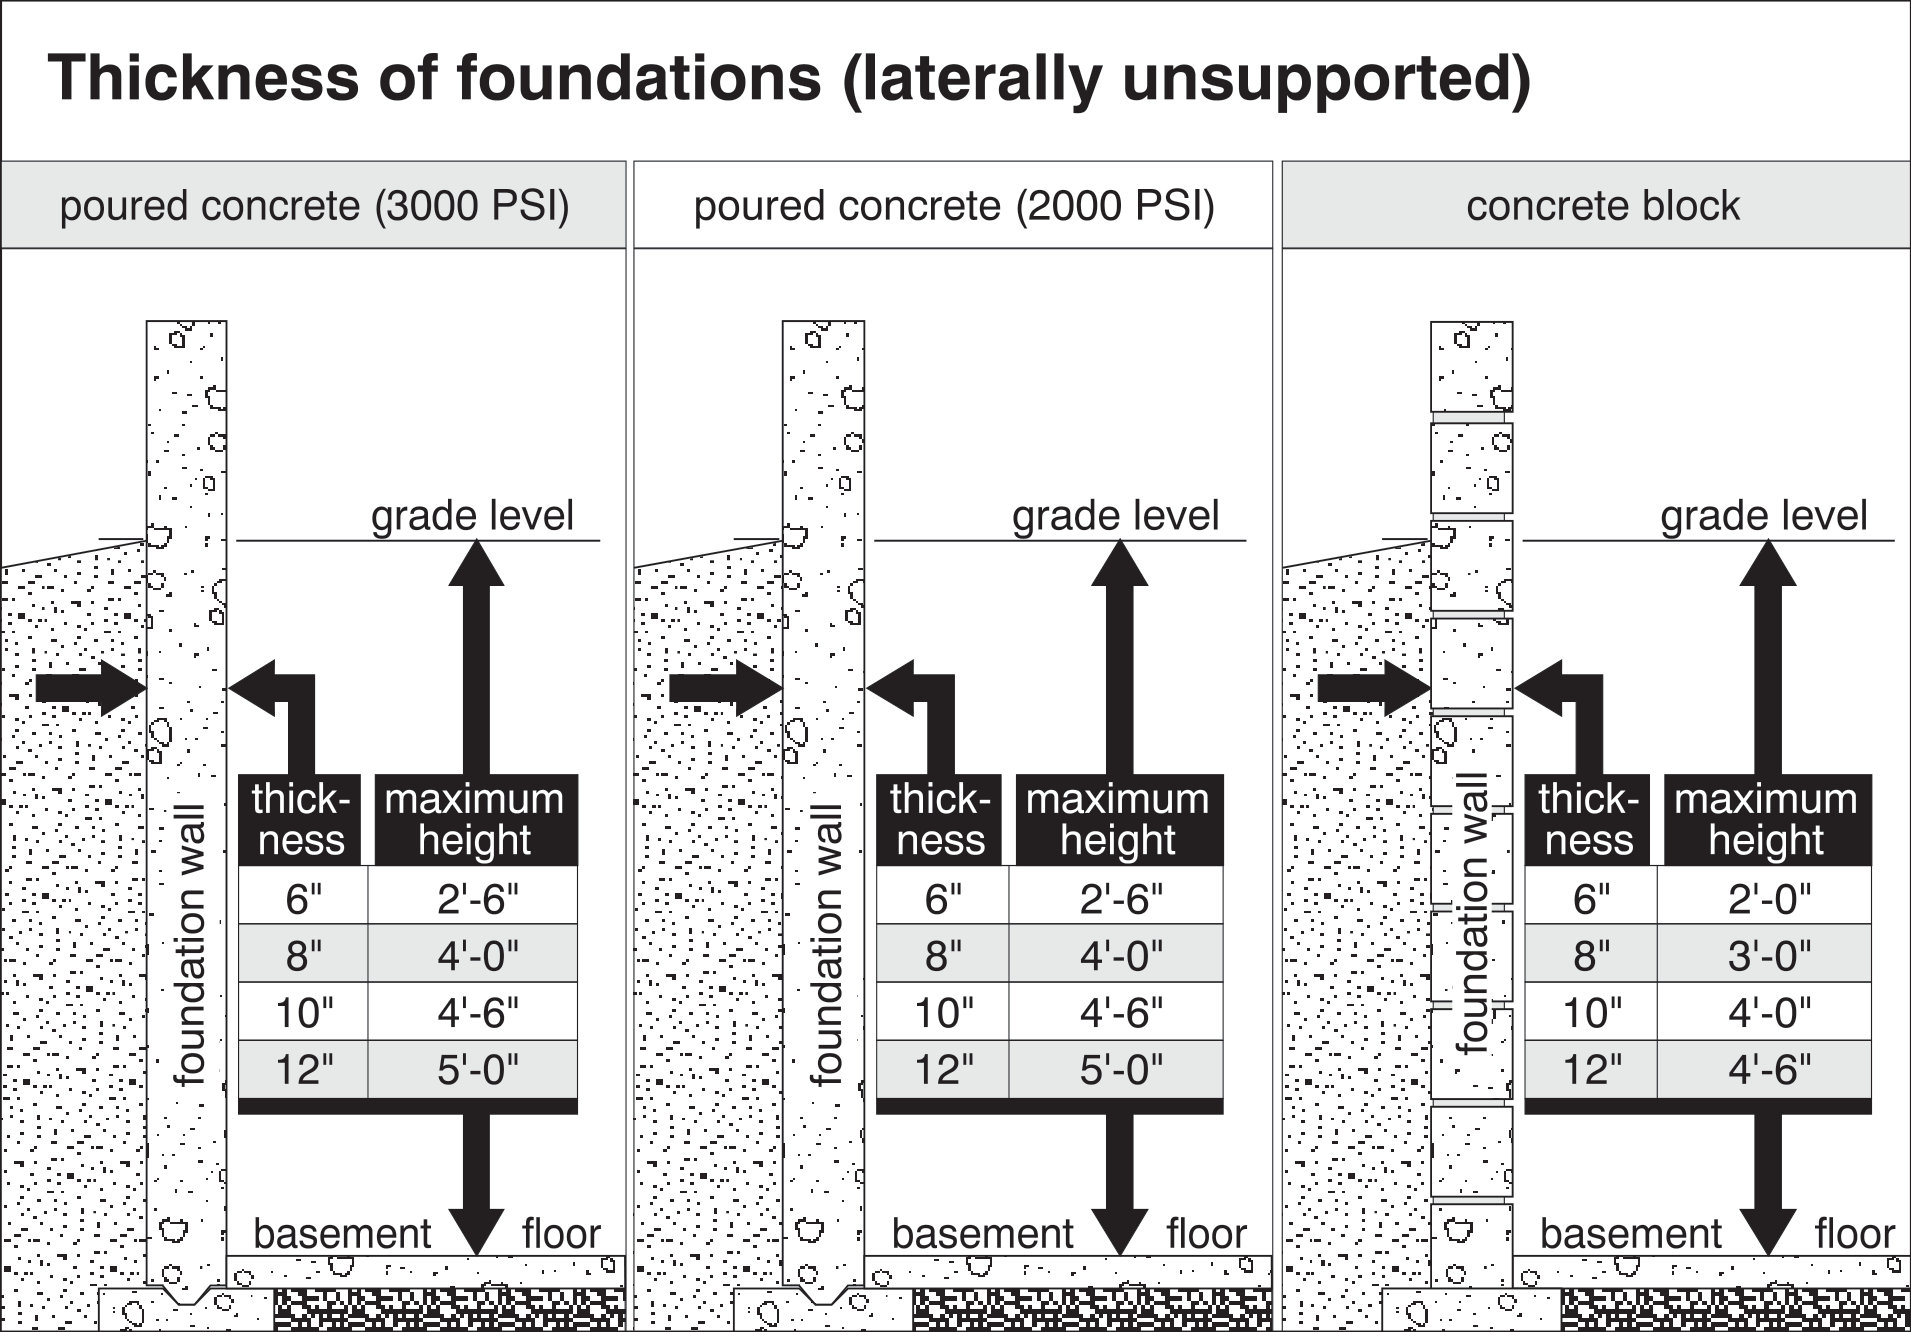 Thickness of foundations (laterally unsupported)
poured concrete (3000 PSI)
grade level
foundation wall
thick-
ness
maximum
height
6" 2'-6"
8" 4'-0"
10" 4'-6"
12" 5'-0"
basement floor
poured concrete (2000 PSI)
grade level
foundation wall
thick-
ness
maximum
height
6" 2'-6"
8" 4'-0"
10" 4'-6"
12" 5'-0"
basement floor
concrete block
grade level
foundation wall
thick-
ness
maximum
height
6" 2'-0"
8" 3'-0"
10" 4'-0"
12" 4'-6"
basement floor